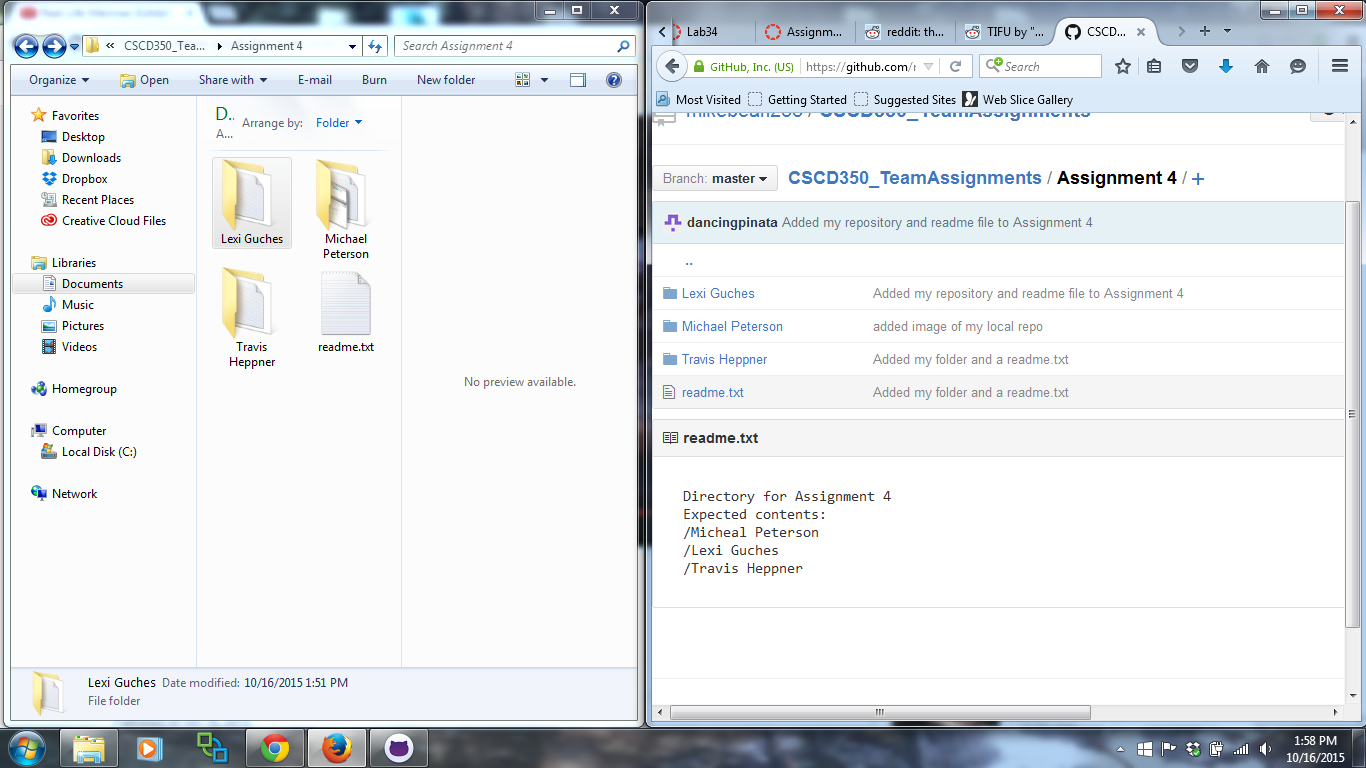 CSCD350_Tea...
Assignment 4
Search Assignment 4
Organize
Open
Share with
E-mail
Burn
New folder
Favorites
Desktop
Downloads
Dropbox
Recent Places
Creative Cloud Files
Libraries
Documents
Music
Pictures
Videos
Homegroup
Computer
Local Disk (C:)
Network
D...
A...
Arrange by: Folder
Lexi Guches
Michael
Peterson
Travis
Heppner
readme.txt
No preview available.
Lexi Guches Date modified: 10/16/2015 1:51 PM
File folder
Lab34
Assignm...
reddit: th...
TIFU by "...
CSCD...
GitHub, Inc. (US)
https://github.com/r
Search
Most Visited
Getting Started
Suggested Sites
Web Slice Gallery
CSCD350_TeamAssignments
Branch: master
CSCD350_TeamAssignments / Assignment 4 / +
dancingpinata Added my repository and readme file to Assignment 4
..
Lexi Guches Added my repository and readme file to Assignment 4
Michael Peterson added image of my local repo
Travis Heppner Added my folder and a readme.txt
readme.txt Added my folder and a readme.txt
readme.txt
Directory for Assignment 4
Expected contents:
/Micheal Peterson
/Lexi Guches
/Travis Heppner
1:58 PM
10/16/2015